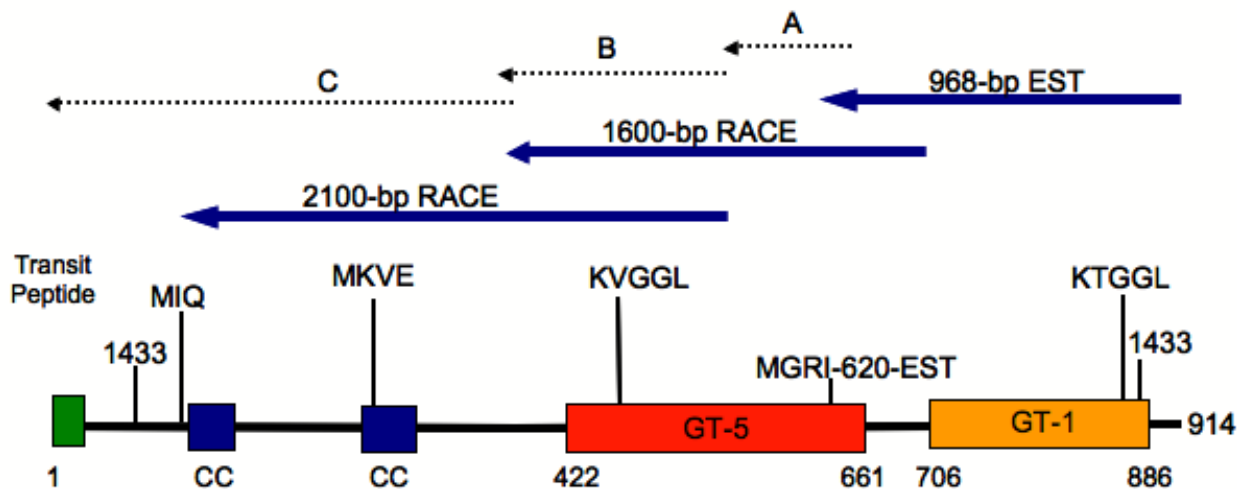 A
B
C
968-bp EST
1600-bp RACE
2100-bp RACE
Transit
Peptide
MIQ
MKVE
KVGGL
KTGGL
1433
1433
MGRI-620-EST
GT-5
GT-1
914
1
CC
CC
422
661
706
886